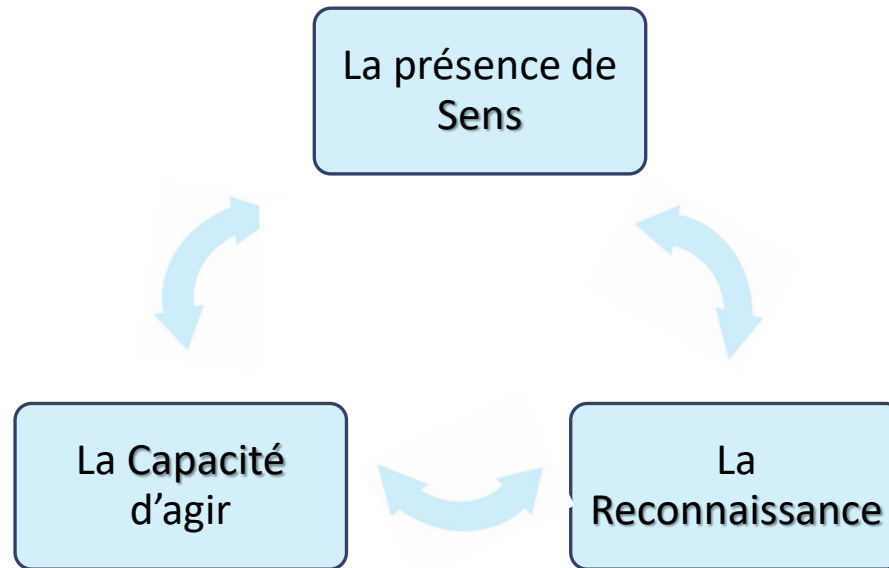 La présence de
Sens
La Capacité
d’agir
La
Reconnaissance